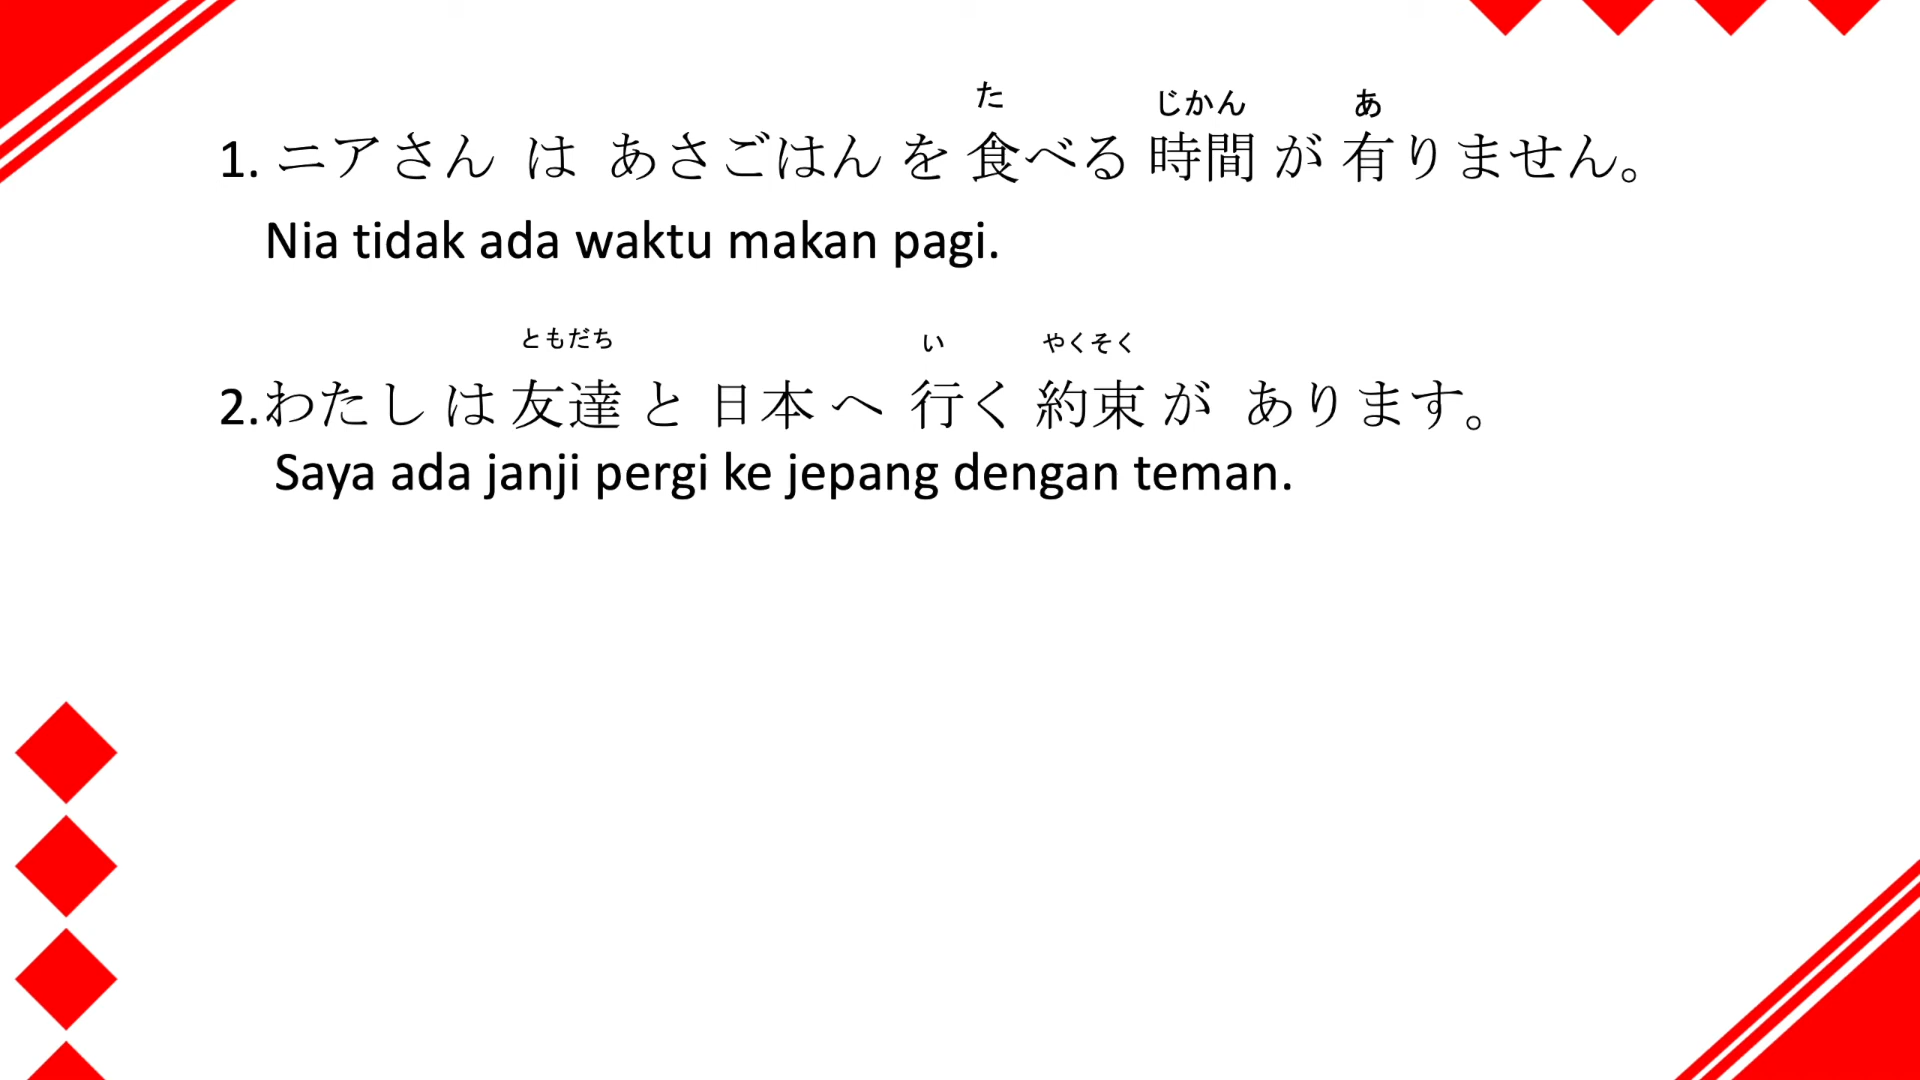 た じかん あ
1. ニア さん は あさごはん を 食べる 時間 が 有りません。
Nia tidak ada waktu makan pagi.
ともだち い やくそく
2.わたし は 友達 と 日本 へ 行く 約束 が あります。
Saya ada janji pergi ke jepang dengan teman.